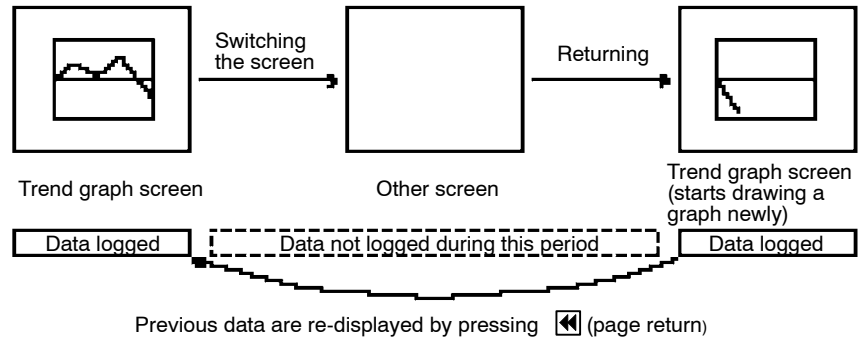 Switching
the screen
Returning
Trend graph screen
Other screen
Trend graph screen
(starts drawing a
graph newly)
Data logged
Data not logged during this period
Data logged
Previous data are re-displayed by pressing (page return)